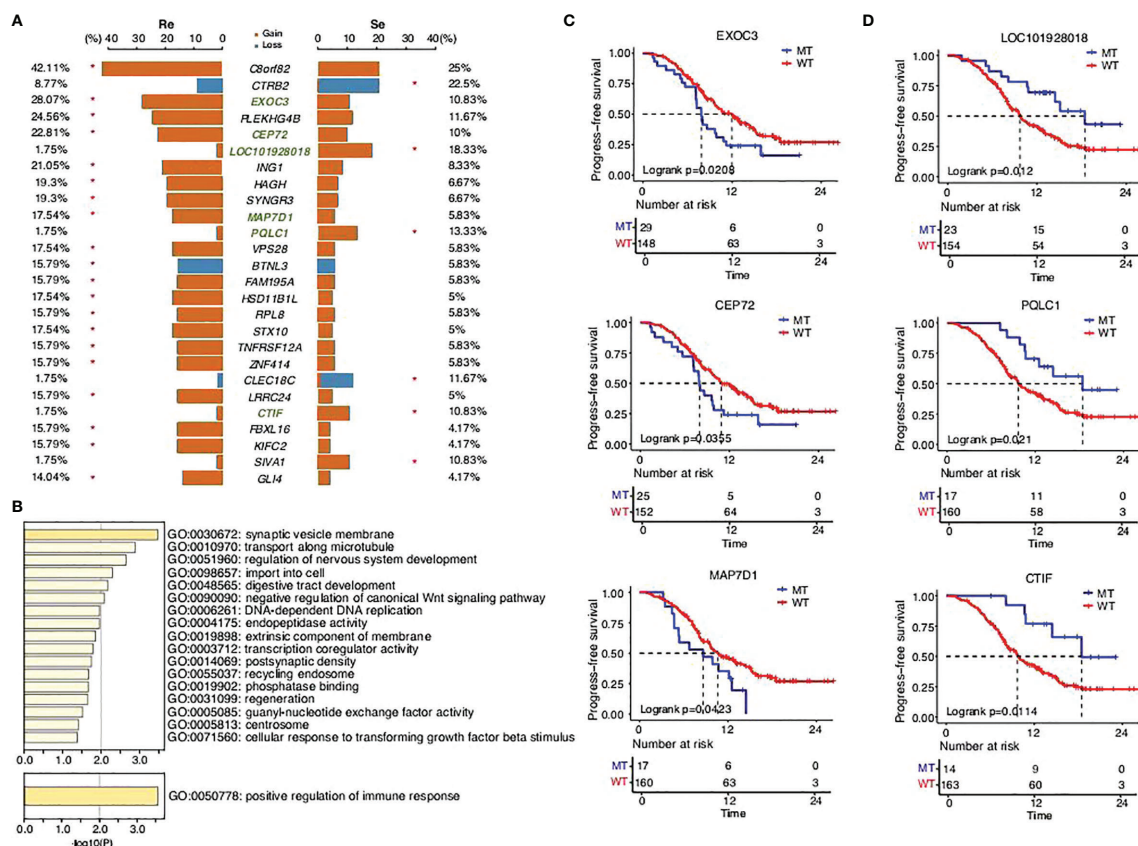 A
Re
Se
(%) 40 30 20 10 0
Gain
Loss
0 10 20 30 40(%)
42.11% * C8orf82 25%
8.77% CTRB2 * 22.5%
28.07% * EXOC3 10.83%
24.56% * PLEKHG4B 11.67%
22.81% * CEP72 10%
1.75% LOC101928018 * 18.33%
21.05% * ING1 8.33%
19.3% * HAGH 6.67%
19.3% * SYNGR3 6.67%
17.54% * MAP7D1 5.83%
1.75% PQLC1 * 13.33%
17.54% * VPS28 5.83%
15.79% * BTNL3 5.83%
15.79% * FAM195A 5.83%
17.54% * HSD11B1L 5%
15.79% * RPL8 5.83%
17.54% * STX10 5%
15.79% * TNFRSF12A 5.83%
15.79% * ZNF414 5.83%
1.75% CLEC18C * 11.67%
15.79% * LRRC24 5%
1.75% CTIF * 10.83%
15.79% * FBXL16 4.17%
15.79% * KIFC2 4.17%
1.75% SIVA1 * 10.83%
14.04% * GLI4 4.17%
B
GO:0030672: synaptic vesicle membrane
GO:0010970: transport along microtubule
GO:0051960: regulation of nervous system development
GO:0098657: import into cell
GO:0048565: digestive tract development
GO:0090090: negative regulation of canonical Wnt signaling pathway
GO:0006261: DNA-dependent DNA replication
GO:0004175: endopeptidase activity
GO:0019898: extrinsic component of membrane
GO:0003712: transcription coregulator activity
GO:0014069: postsynaptic density
GO:0055037: recycling endosome
GO:0019902: phosphatase binding
GO:0031099: regeneration
GO:0005085: guanyl-nucleotide exchange factor activity
GO:0005813: centrosome
GO:0071560: cellular response to transforming growth factor beta stimulus
0.0 1.0 2.0 3.0
GO:0050778: positive regulation of immune response
0.0 1.0 2.0 3.0
-log10(P)
C
EXOC3
MT
WT
Progress-free survival
1.00
0.75
0.50
0.25
0.00
Logrank p=0.0208
0 12 24 26
Number at risk
MT 29 6 0
WT 148 63 3
0 12 24 26
Time
CEP72
MT
WT
Progress-free survival
1.00
0.75
0.50
0.25
0.00
Logrank p=0.0355
0 12 24 26
Number at risk
MT 25 5 0
WT 152 64 3
0 12 24 26
Time
MAP7D1
MT
WT
Progress-free survival
1.00
0.75
0.50
0.25
0.00
Logrank p=0.0423
0 12 24 26
Number at risk
MT 17 6 0
WT 160 63 3
0 12 24 26
Time
D
LOC101928018
MT
WT
Progress-free survival
1.00
0.75
0.50
0.25
0.00
Logrank p=0.012
0 12 24 26
Number at risk
MT 23 15 0
WT 154 54 3
0 12 24 26
Time
PQLC1
MT
WT
Progress-free survival
1.00
0.75
0.50
0.25
0.00
Logrank p=0.021
0 12 24 26
Number at risk
MT 17 11 0
WT 160 58 3
0 12 24 26
Time
CTIF
MT
WT
Progress-free survival
1.00
0.75
0.50
0.25
0.00
Logrank p=0.0114
0 12 24 26
Number at risk
MT 14 9 0
WT 163 60 3
0 12 24 26
Time